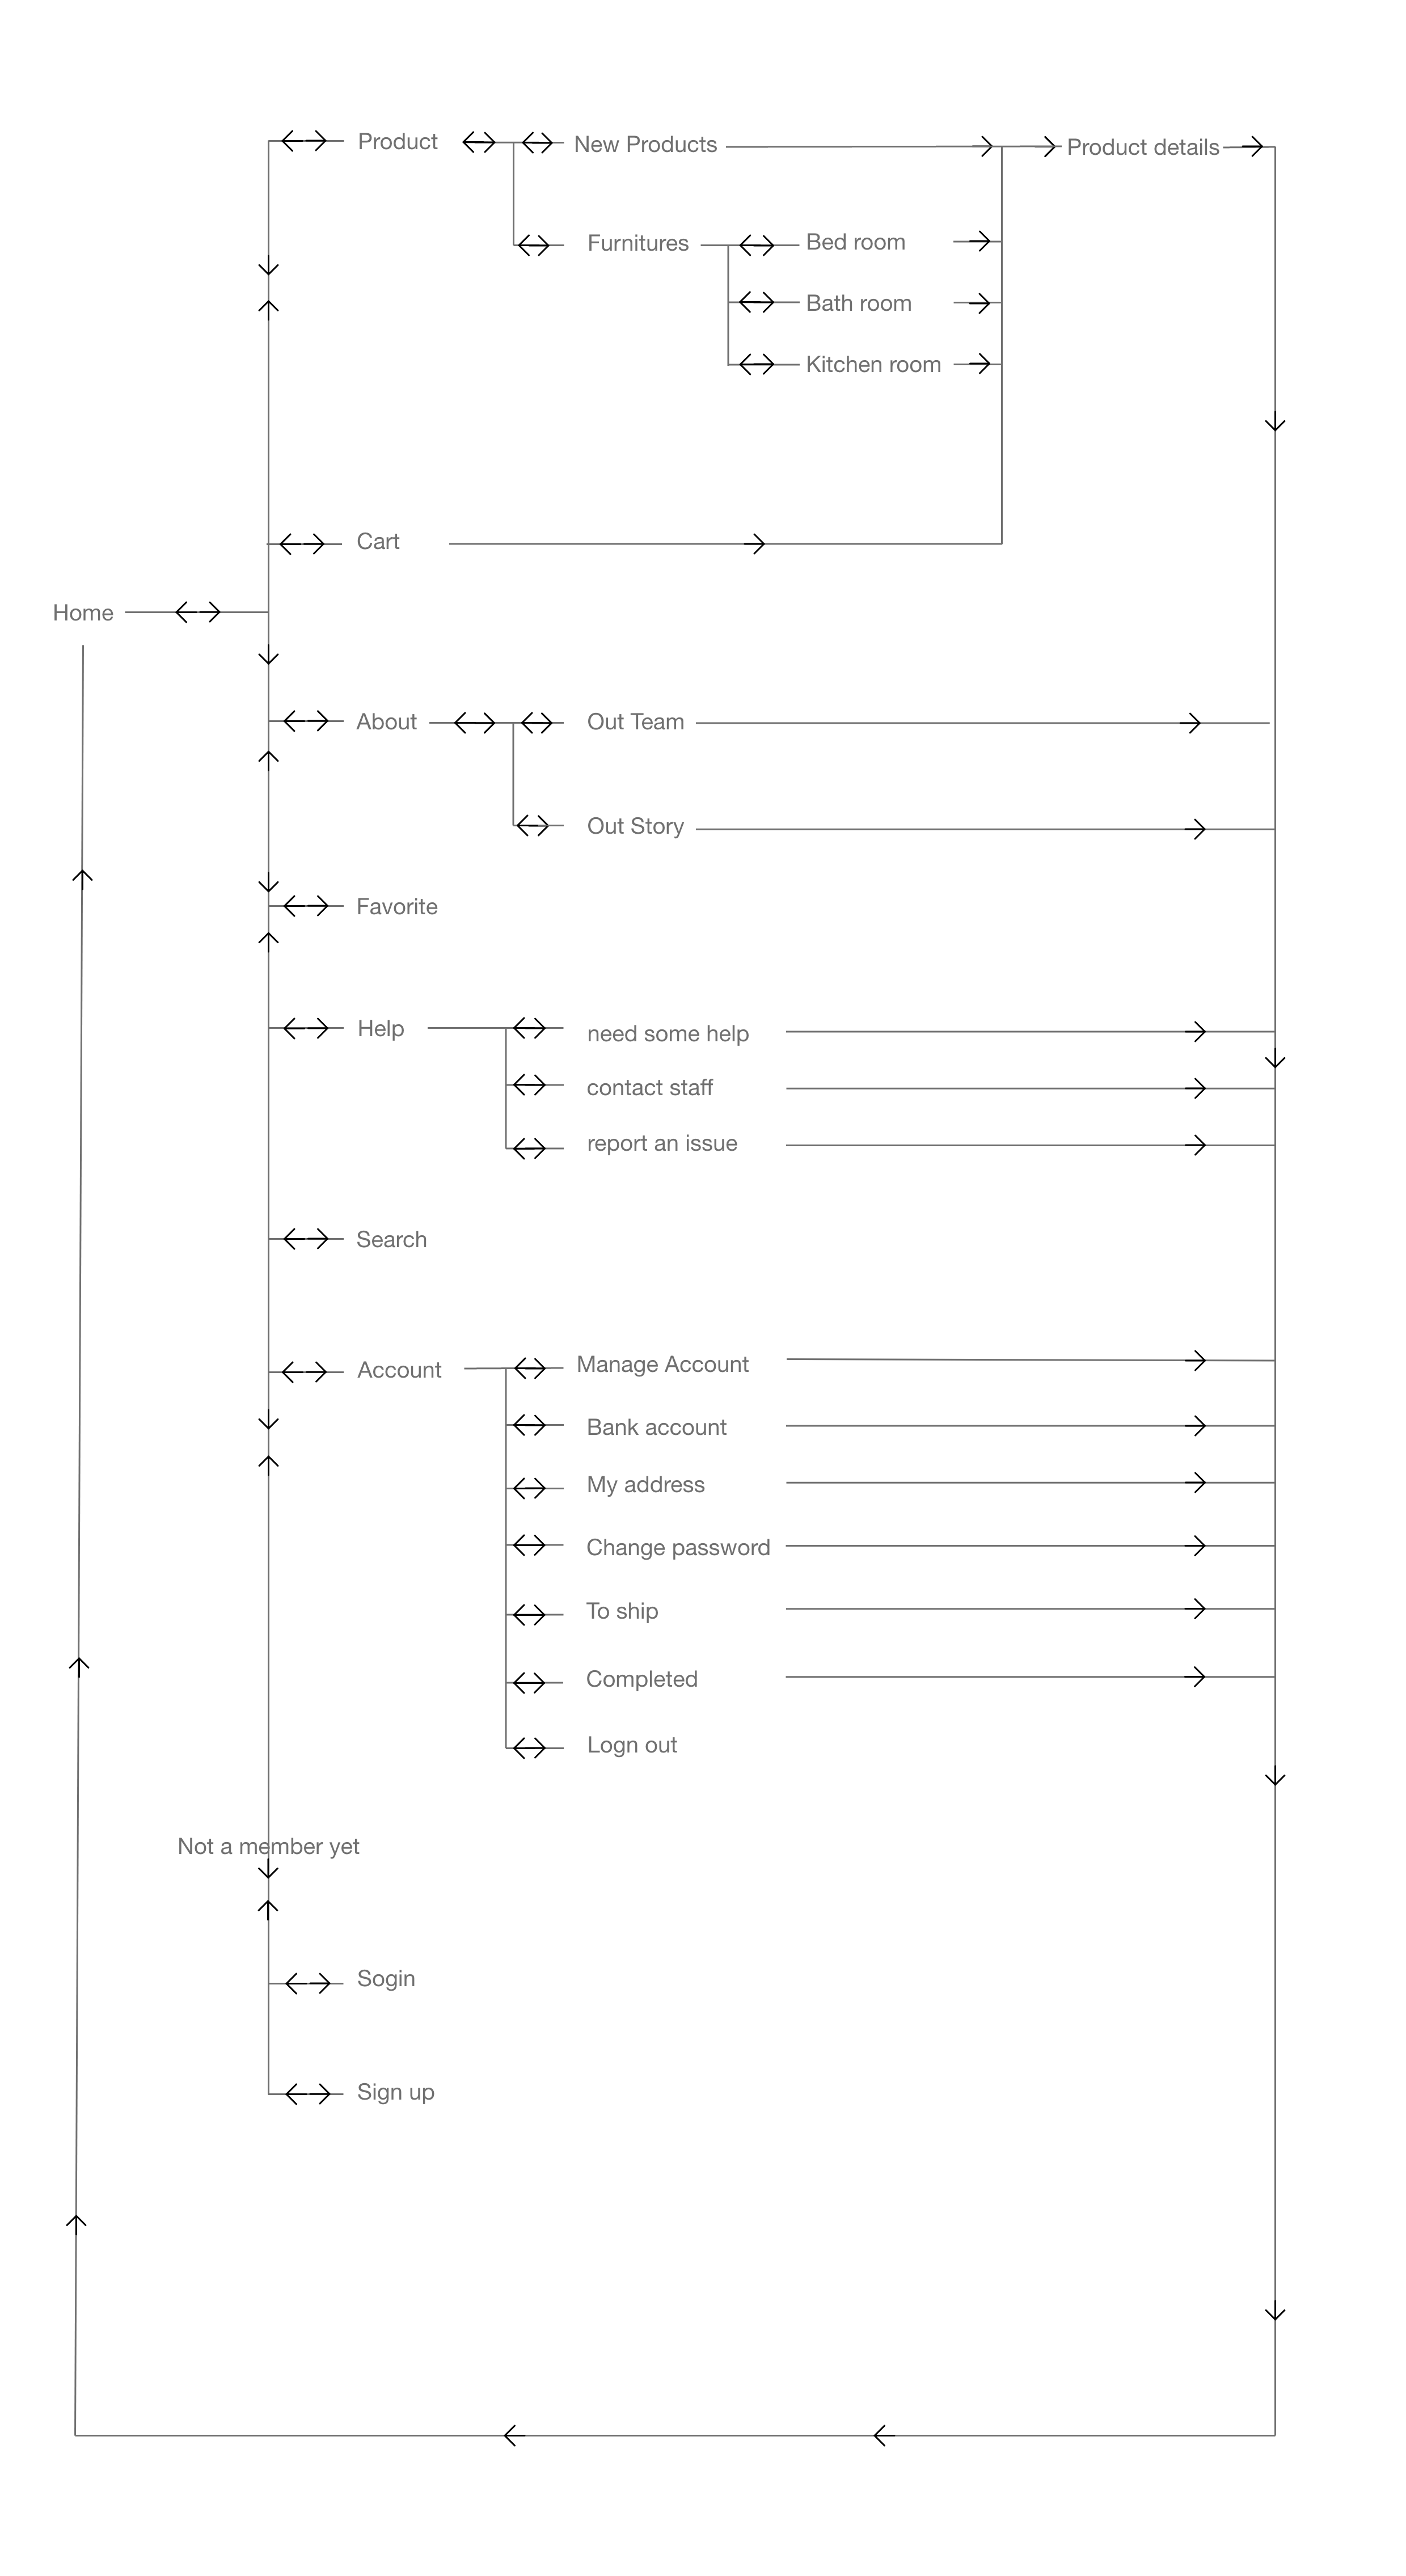 Product
New Products
Product details
Furnitures
Bed room
Bath room
Kitchen room
Cart
Home
About
Out Team
Out Story
Favorite
Help
need some help
contact staff
report an issue
Search
Account
Manage Account
Bank account
My address
Change password
To ship
Completed
Logn out
Not a member yet
Sogin
Sign up